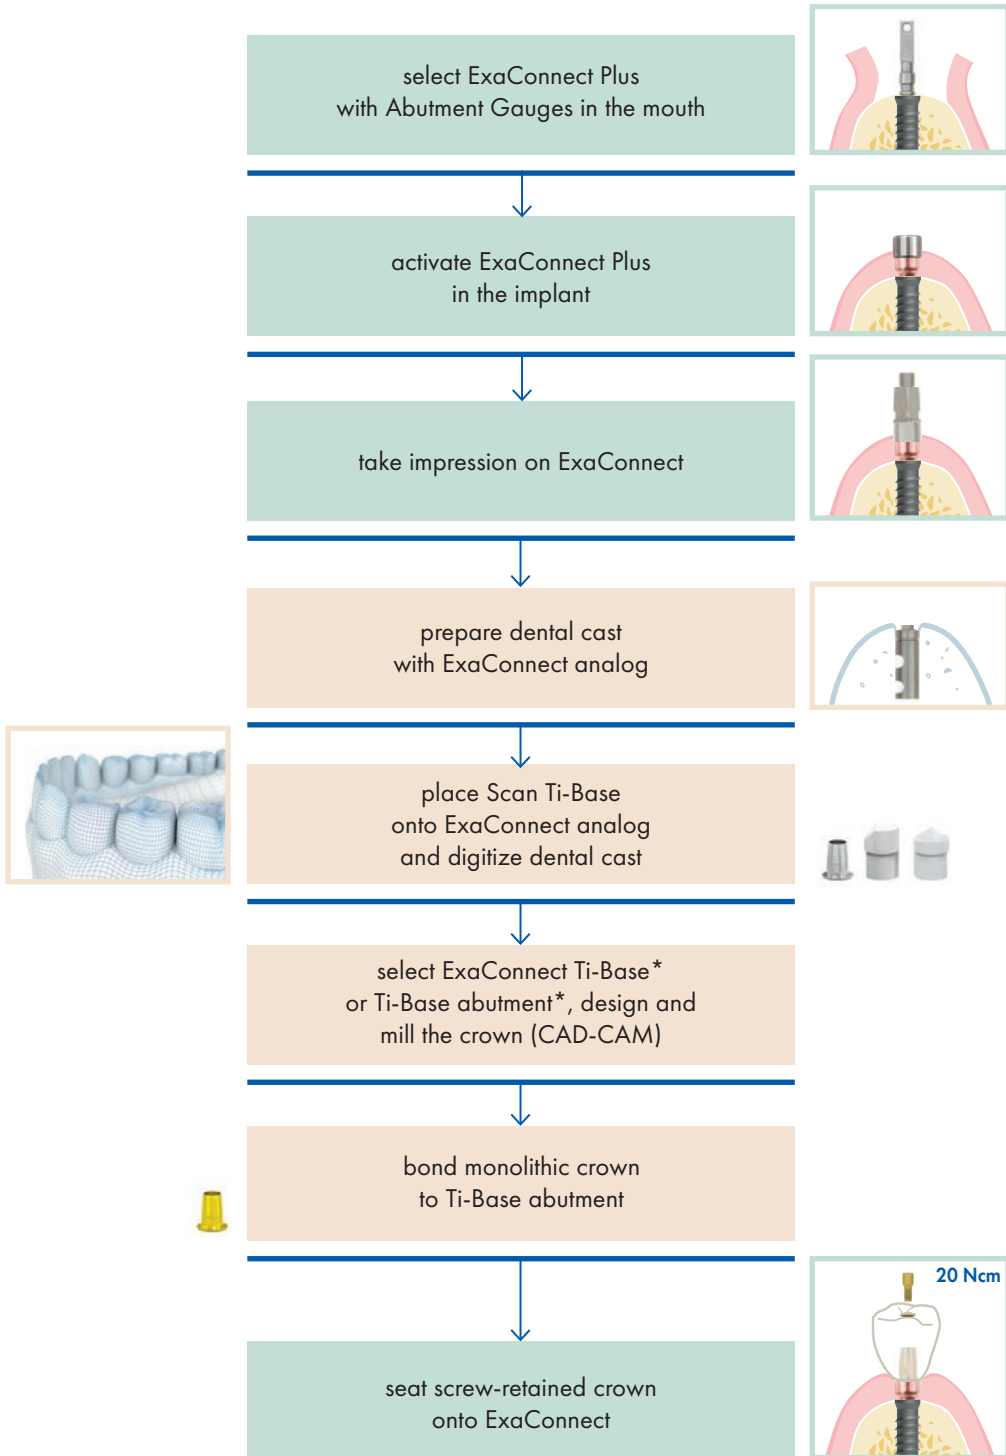 select ExaConnect Plus
with Abutment Gauges in the mouth
activate ExaConnect Plus
in the implant
take impression on ExaConnect
prepare dental cast
with ExaConnect analog
place Scan Ti-Base
onto ExaConnect analog
and digitize dental cast
select ExaConnect Ti-Base*
or Ti-Base abutment*, design and
mill the crown (CAD-CAM)
bond monolithic crown
to Ti-Base abutment
20 Ncm
seat screw-retained crown
onto ExaConnect